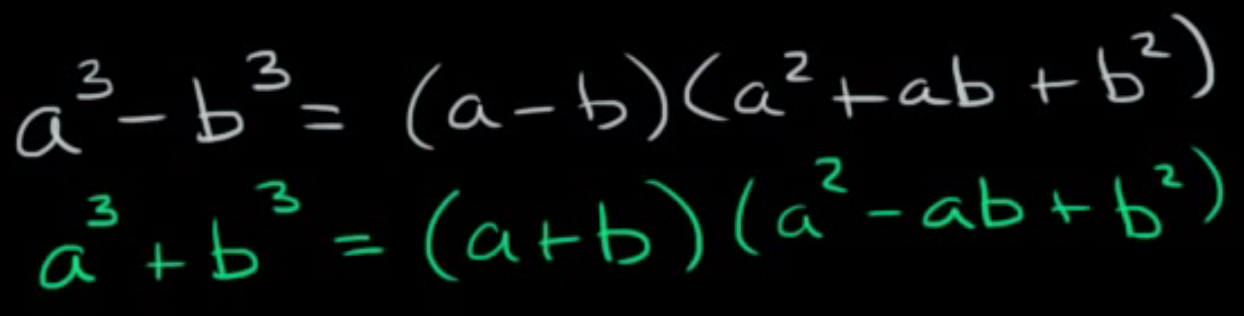 a³ - b³ = (a-b)(a² + ab + b²)
a³ + b³ = (a+b)(a² - ab + b²)